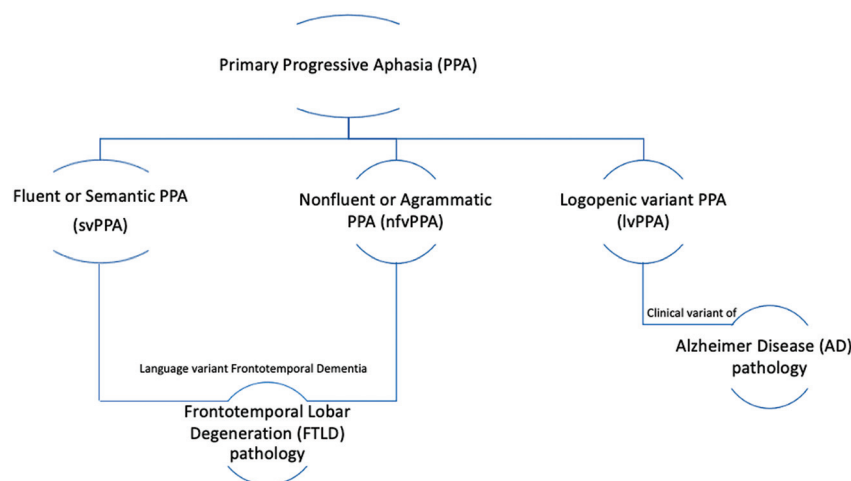 Primary Progressive Aphasia (PPA)
Fluent or Semantic PPA
(svPPA)
Nonfluent or Agrammatic
PPA (nfvPPA)
Logopenic variant PPA
(lvPPA)
Clinical variant of
Alzheimer Disease (AD)
pathology
Language variant Frontotemporal Dementia
Frontotemporal Lobar
Degeneration (FTLD)
pathology